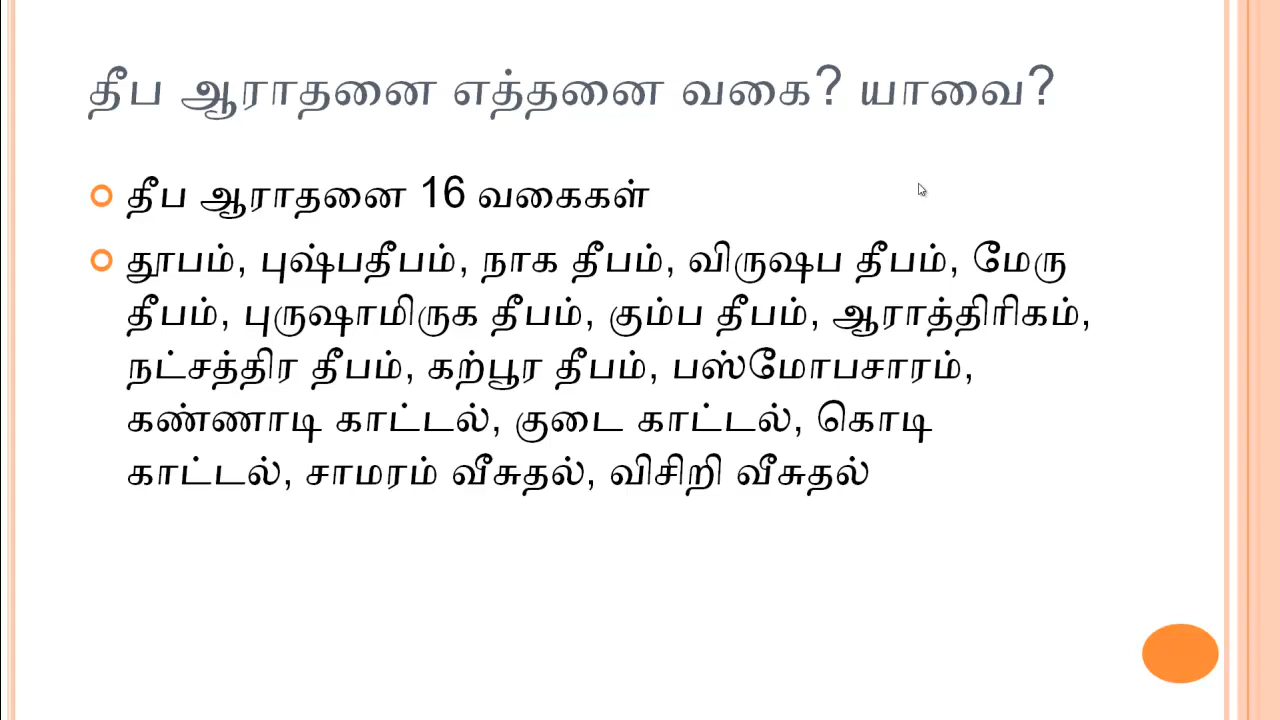 தீப ஆராதனை எத்தனை வகை? யாவை?
தீப ஆராதனை 16 வகைகள்
தூபம், புஷ்பதீபம், நாக தீபம், விருஷப தீபம், மேரு
தீபம், புருஷாமிருக தீபம், கும்ப தீபம், ஆராத்திரிகம்,
நட்சத்திர தீபம், கற்பூர தீபம், பஸ்மோபசாரம்,
கண்ணாடி காட்டல், குடை காட்டல், கொடி
காட்டல், சாமரம் வீசுதல், விசிறி வீசுதல்